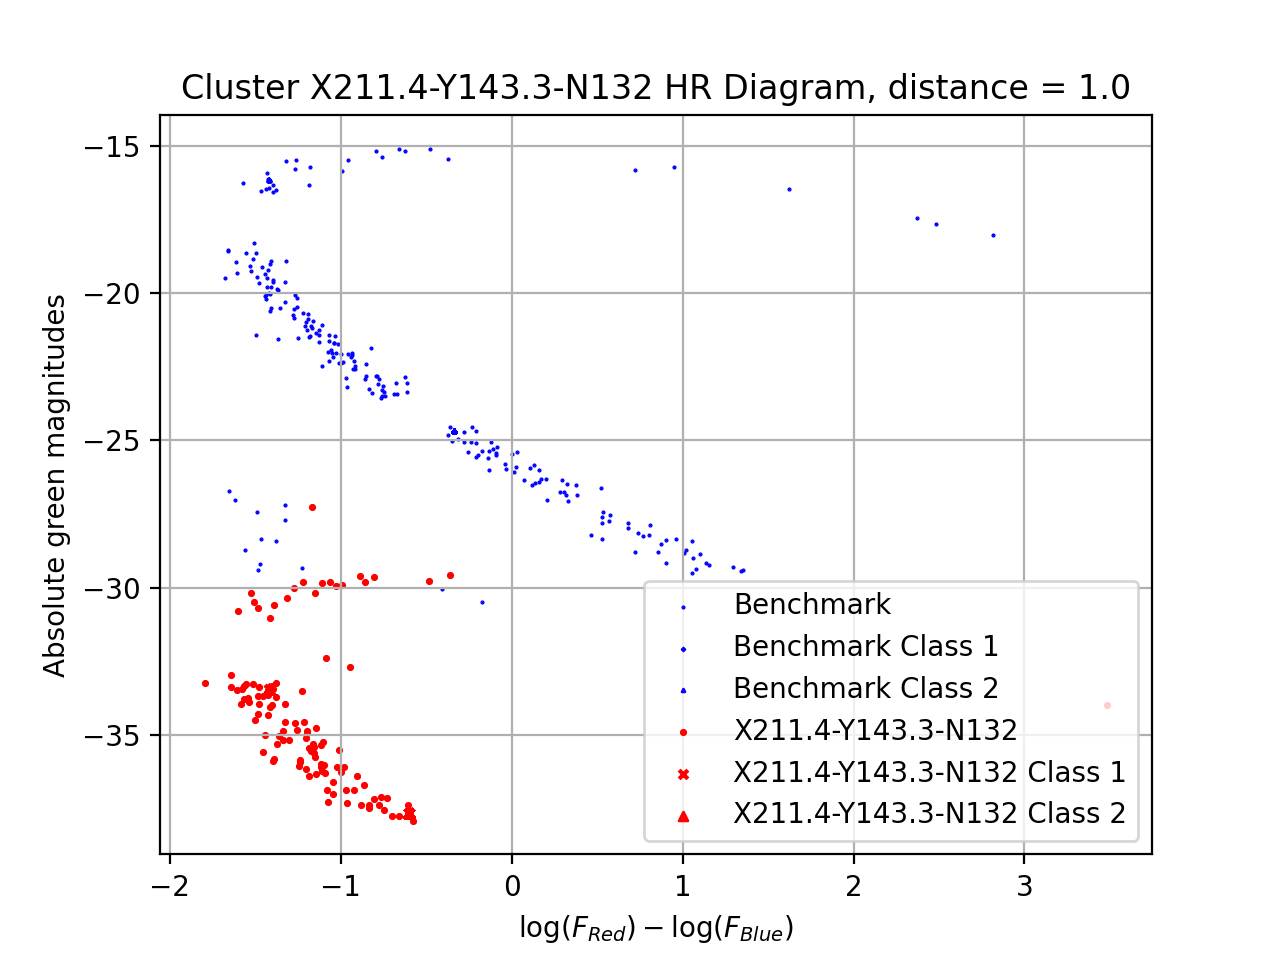 Cluster X211.4-Y143.3-N132 HR Diagram, distance = 1.0
Absolute green magnitudes
−15
−20
−25
−30
−35
Benchmark
Benchmark Class 1
Benchmark Class 2
X211.4-Y143.3-N132
X211.4-Y143.3-N132 Class 1
X211.4-Y143.3-N132 Class 2
−2 −1 0 1 2 3
log(F_Red) − log(F_Blue)